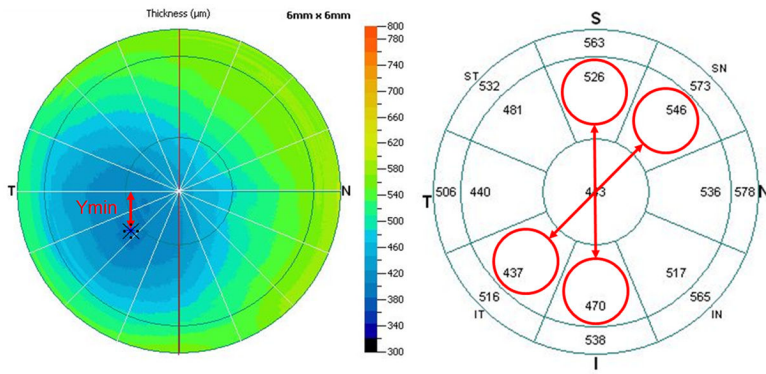 Thickness (µm)
6mm x 6mm
T
N
Ymin
800
780
740
700
660
620
580
540
500
460
420
380
340
300
S
563
ST
532
526
SN
573
481
546
T
506
440
443
536
578
N
437
517
516
470
565
IT
IN
538
I